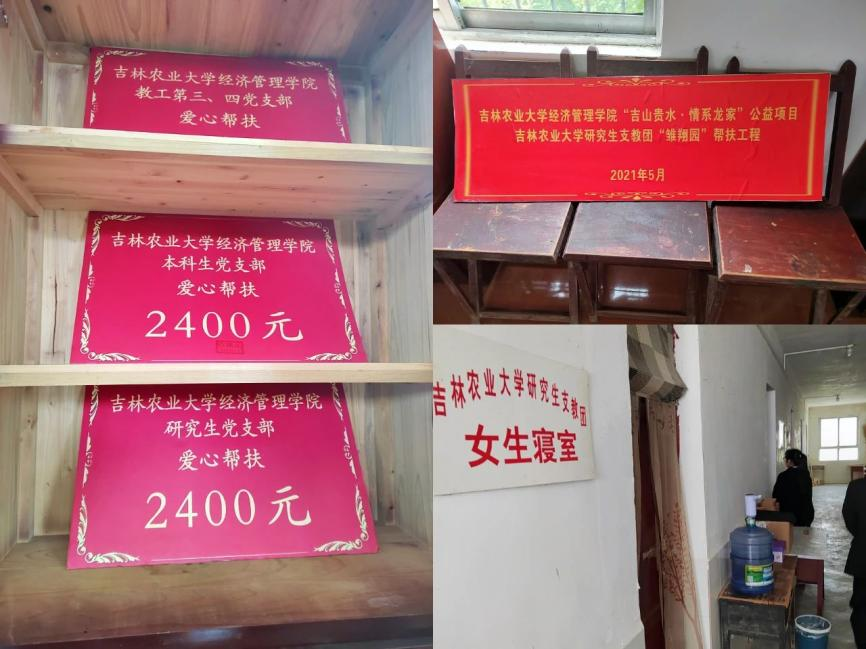 吉林农业大学经济管理学院
教工第三、四党支部
爱心帮扶
吉林农业大学经济管理学院
本科生党支部
爱心帮扶
2400元
吉林农业大学经济管理学院
研究生党支部
爱心帮扶
2400元
吉林农业大学经济管理学院“吉山贵水·情系龙家”公益项目
吉林农业大学研究生支教团“雏翔园”帮扶工程
2021年5月
吉林农业大学研究生支教团
女生寝室